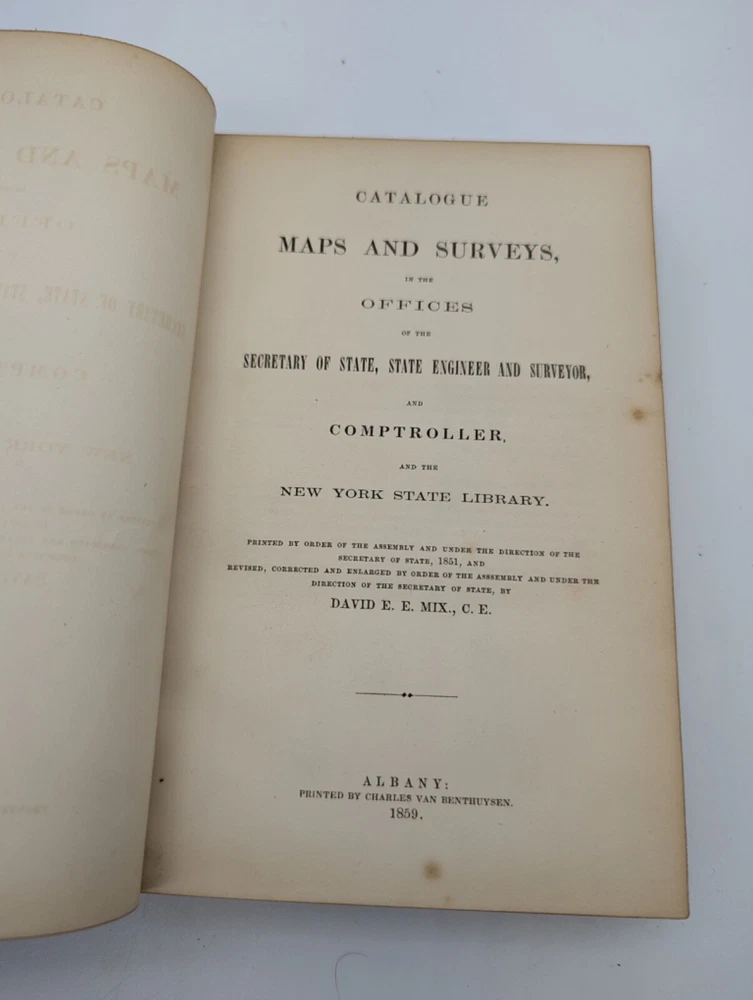 CATALOGUE
MAPS AND SURVEYS,
IN THE
OFFICES
OF THE
SECRETARY OF STATE, STATE ENGINEER AND SURVEYOR,
AND
COMPTROLLER,
AND THE
NEW YORK STATE LIBRARY.
PRINTED BY ORDER OF THE ASSEMBLY AND UNDER THE DIRECTION OF THE
SECRETARY OF STATE, 1851, AND
REVISED, CORRECTED AND ENLARGED BY ORDER OF THE ASSSEMBLY AND UNDER THE
DIRECTION OF THE SECRETARY OF STATE, BY
DAVID E. E. MIX., C. E.
ALBANY:
PRINTED BY CHARLES VAN BENTHUYSEN.
1859.